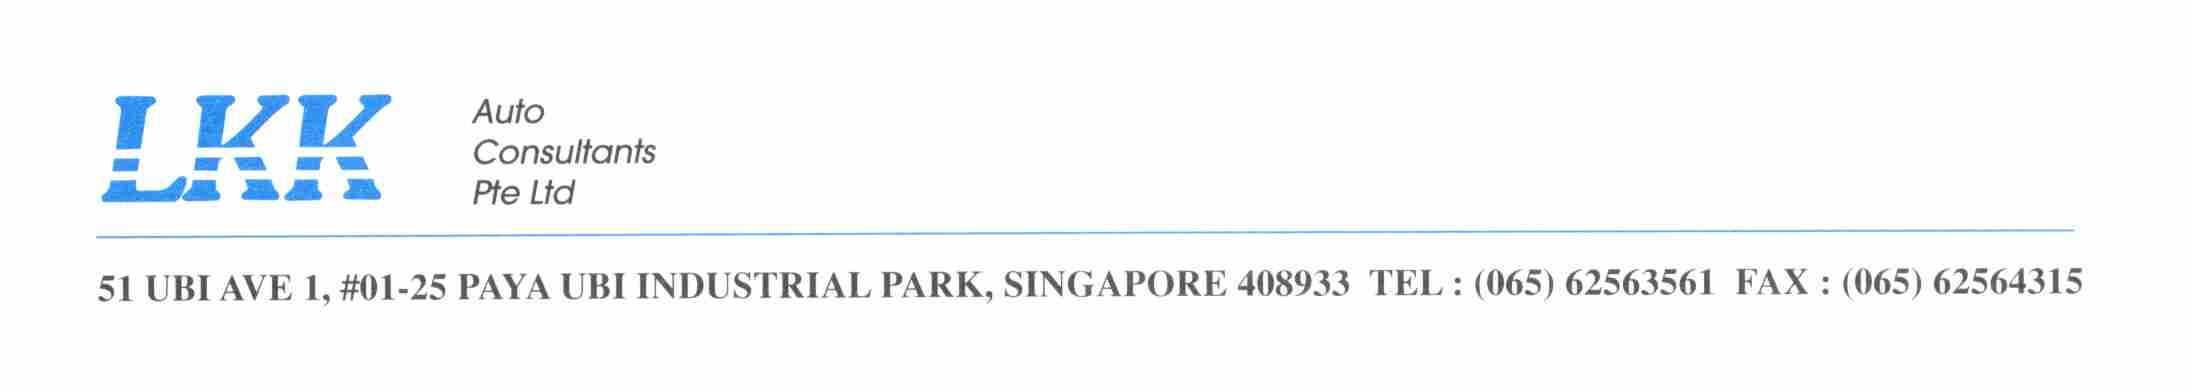 LKK
Auto
Consultants
Pte Ltd
51 UBI AVE 1, #01-25 PAYA UBI INDUSTRIAL PARK, SINGAPORE 408933 TEL : (065) 62563561 FAX : (065) 62564315